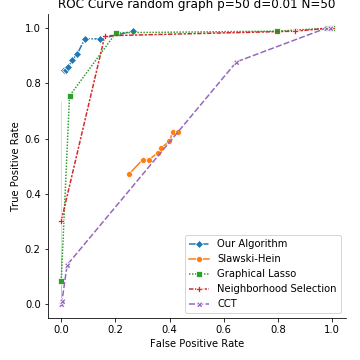 ROC Curve random graph p=50 d=0.01 N=50
True Positive Rate
1.0
0.8
0.6
0.4
0.2
0.0
Our Algorithm
Slawski-Hein
Graphical Lasso
Neighborhood Selection
CCT
0.0 0.2 0.4 0.6 0.8 1.0
False Positive Rate